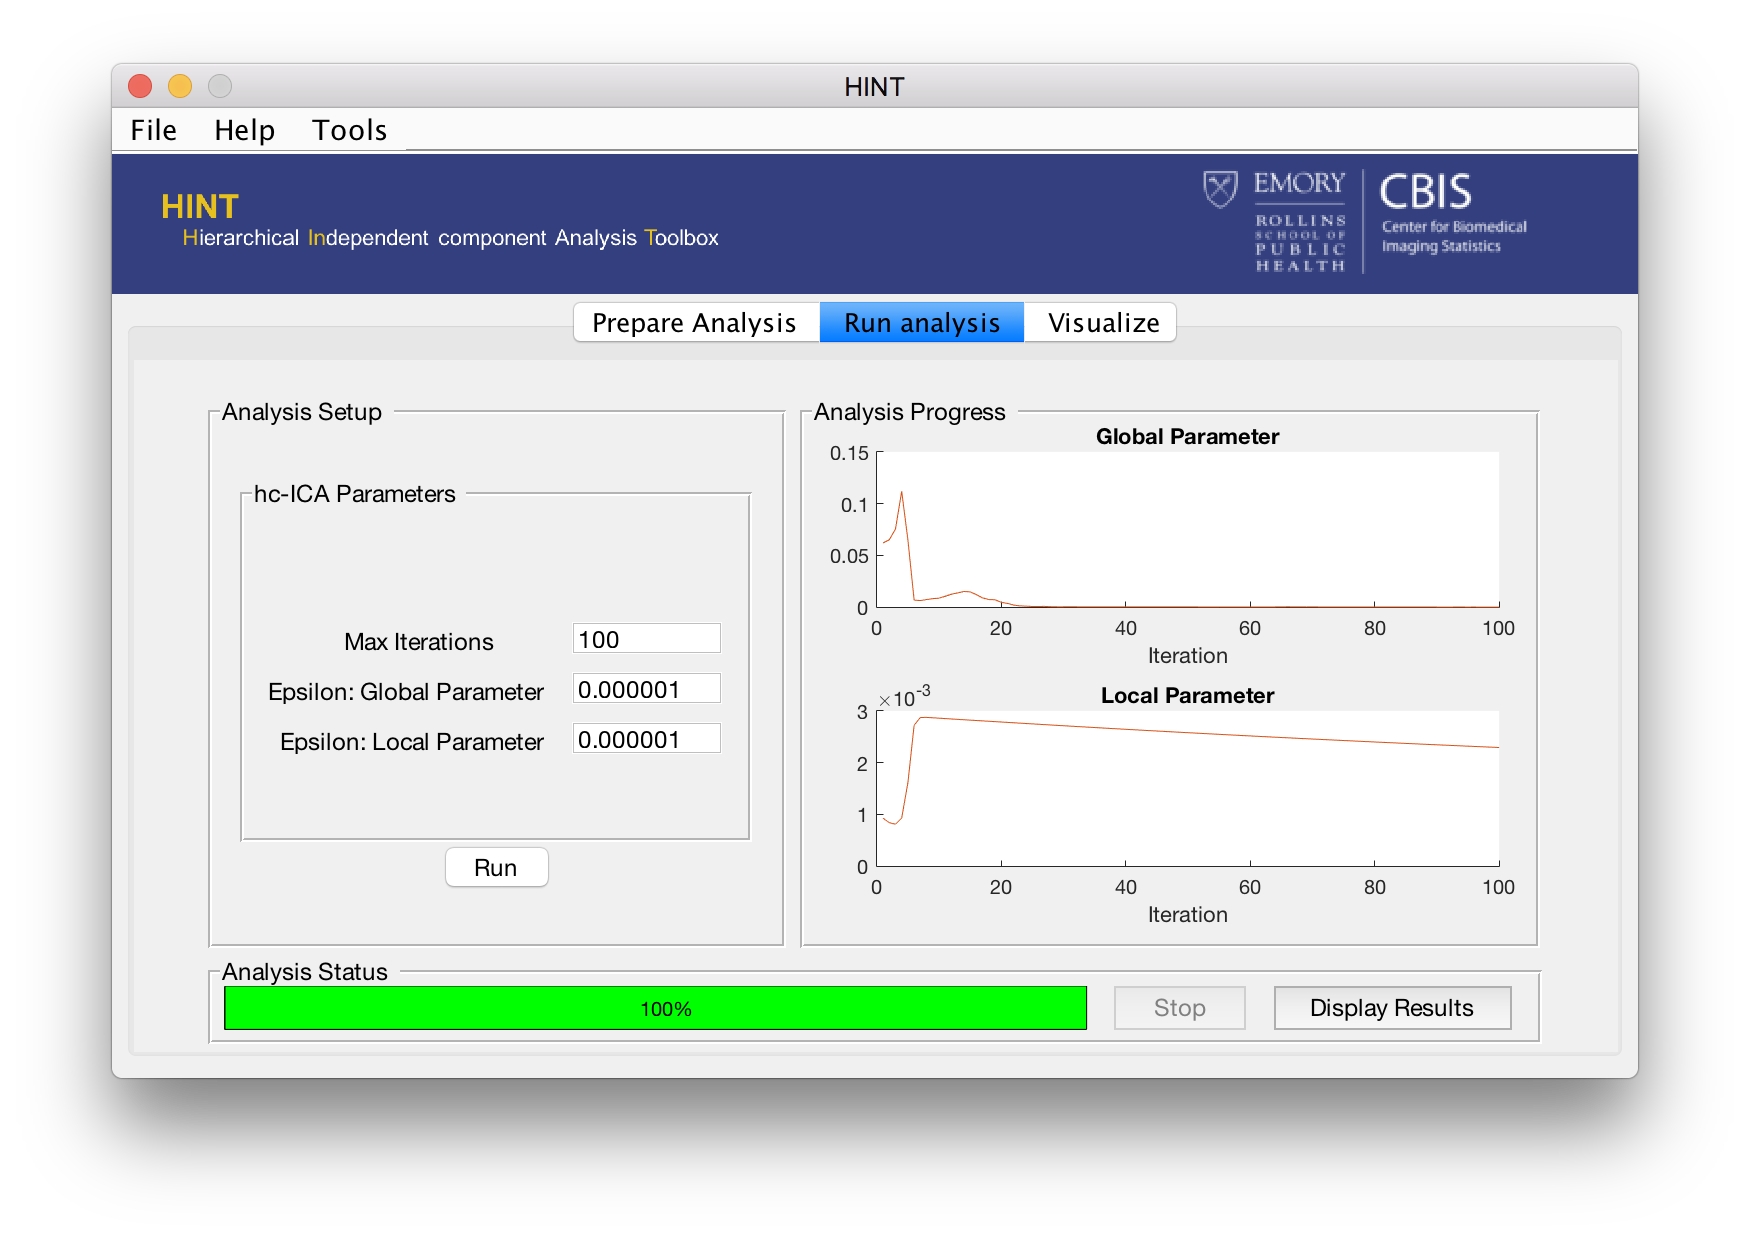 HINT
File Help Tools
HINT
Hierarchical Independent component Analysis Toolbox
EMORY
ROLLINS
SCHOOL OF
PUBLIC
HEALTH
CBIS
Center for Biomedical
Imaging Statistics
Prepare Analysis Run analysis Visualize
Analysis Setup
hc-ICA Parameters
Max Iterations 100
Epsilon: Global Parameter 0.000001
Epsilon: Local Parameter 0.000001
Run
Analysis Progress
Global Parameter
0.15
0.1
0.05
0
0 20 40 60 80 100
Iteration
×10-3
Local Parameter
3
2
1
0
0 20 40 60 80 100
Iteration
Analysis Status
100% Stop Display Results